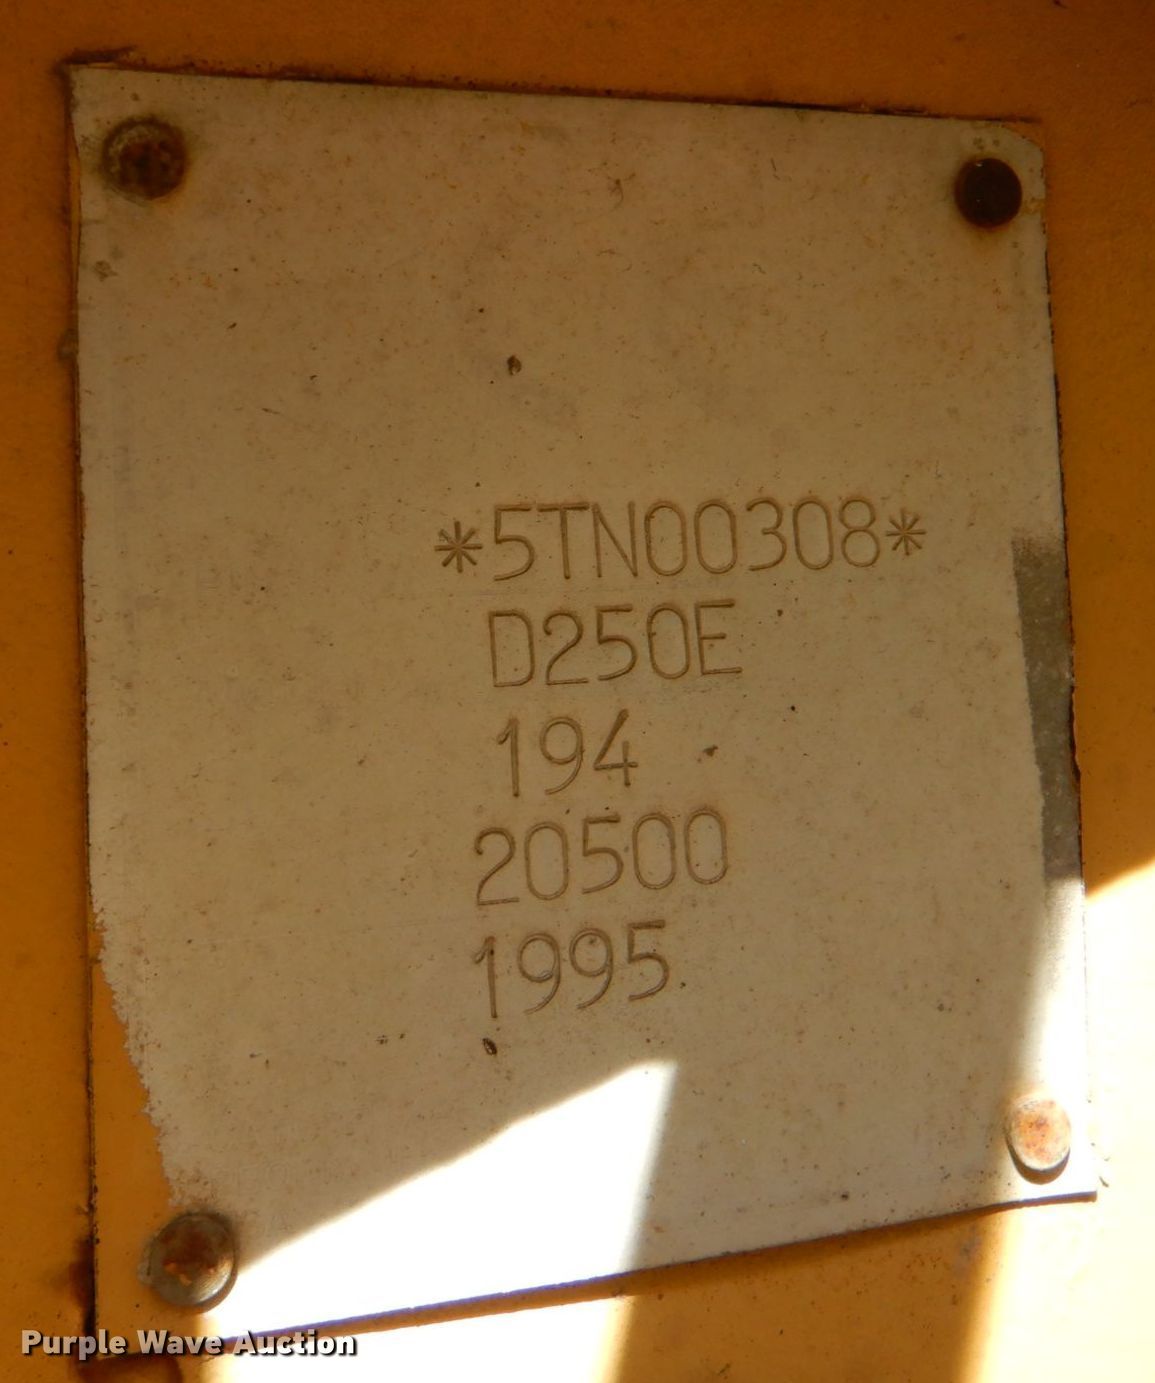 *5TN00308*
D250E
194
20500
1995
Purple Wave Auction